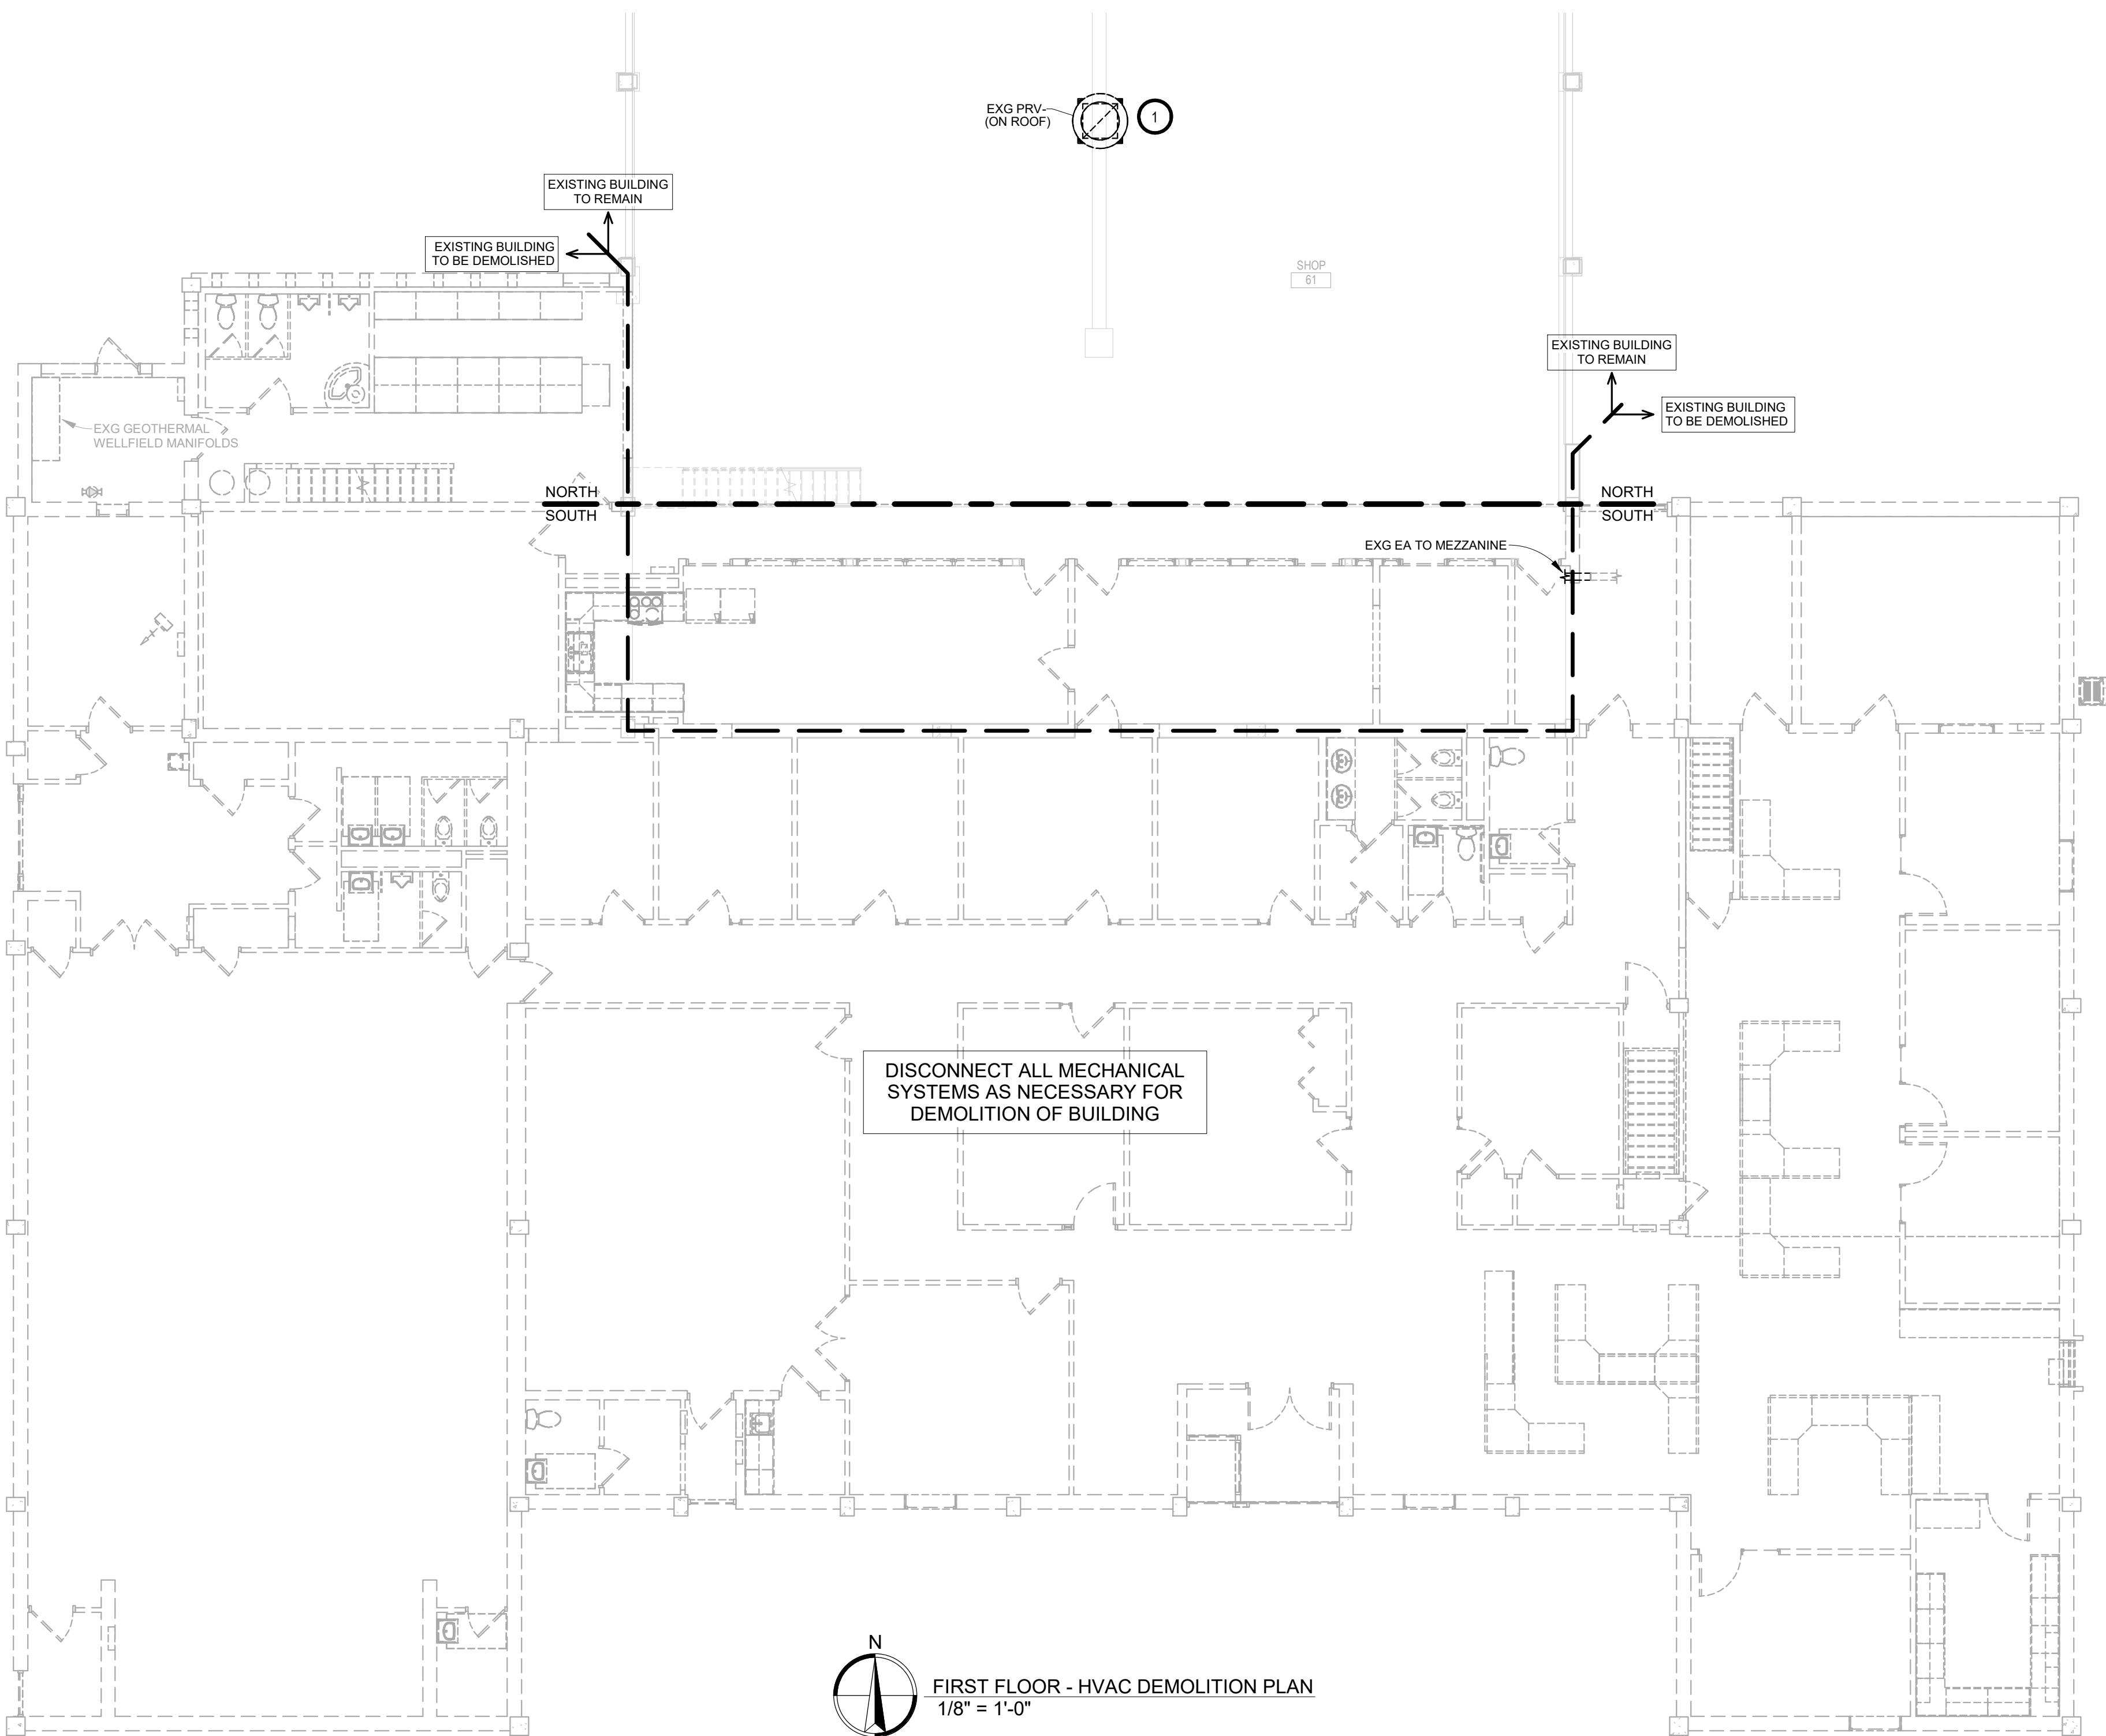 EXG PRV-
(ON ROOF)
1
EXISTING BUILDING
TO REMAIN
EXISTING BUILDING
TO BE DEMOLISHED
SHOP
61
EXISTING BUILDING
TO REMAIN
EXISTING BUILDING
TO BE DEMOLISHED
EXG GEOTHERMAL
WELLFIELD MANIFOLDS
NORTH
SOUTH
NORTH
SOUTH
EXG EA TO MEZZANINE
DISCONNECT ALL MECHANICAL
SYSTEMS AS NECESSARY FOR
DEMOLITION OF BUILDING
N
FIRST FLOOR - HVAC DEMOLITION PLAN
1/8" = 1'-0"